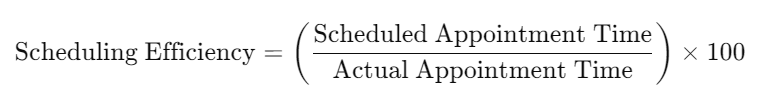 Scheduling Efficiency = (Scheduled Appointment Time / Actual Appointment Time) × 100